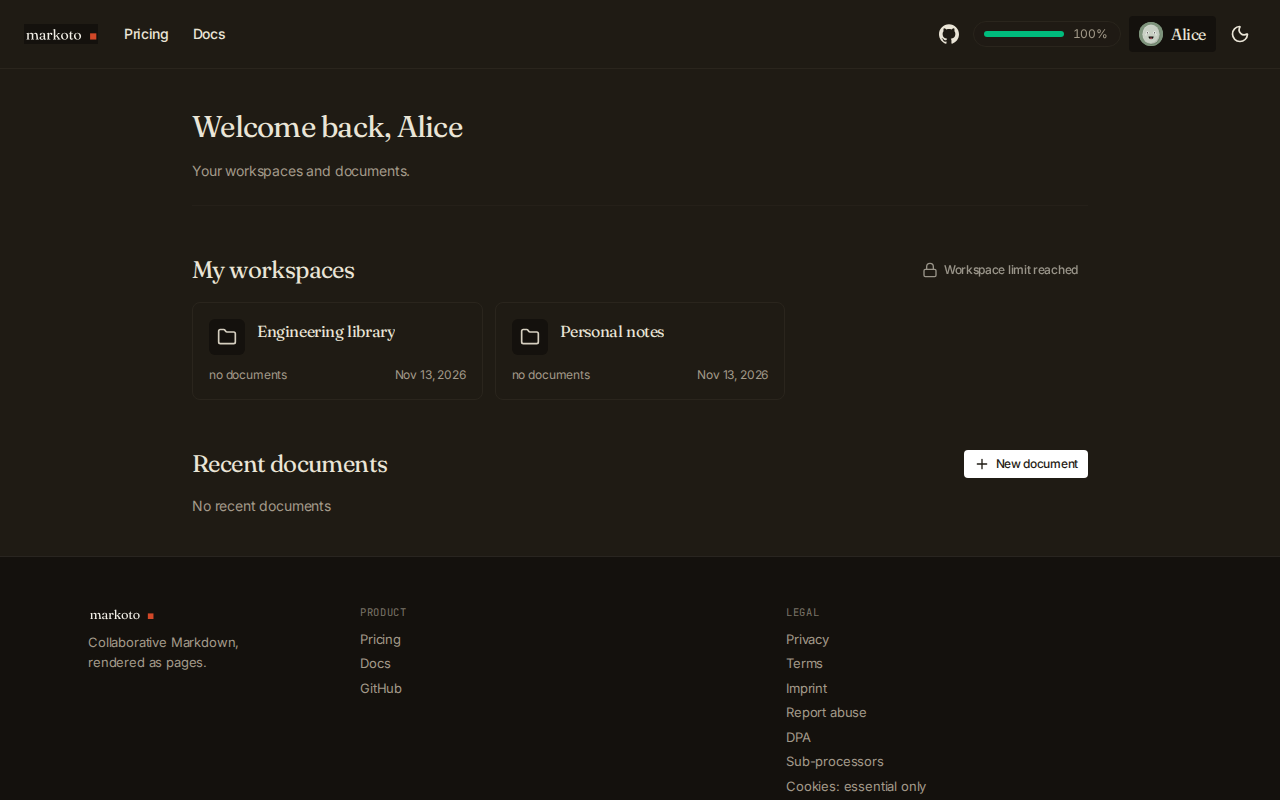 markoto
Pricing
Docs
100%
Alice
Welcome back, Alice
Your workspaces and documents.
My workspaces
Workspace limit reached
Engineering library
no documents
Nov 13, 2026
Personal notes
no documents
Nov 13, 2026
Recent documents
New document
No recent documents
markoto
Collaborative Markdown,
rendered as pages.
PRODUCT
Pricing
Docs
GitHub
LEGAL
Privacy
Terms
Imprint
Report abuse
DPA
Sub-processors
Cookies: essential only